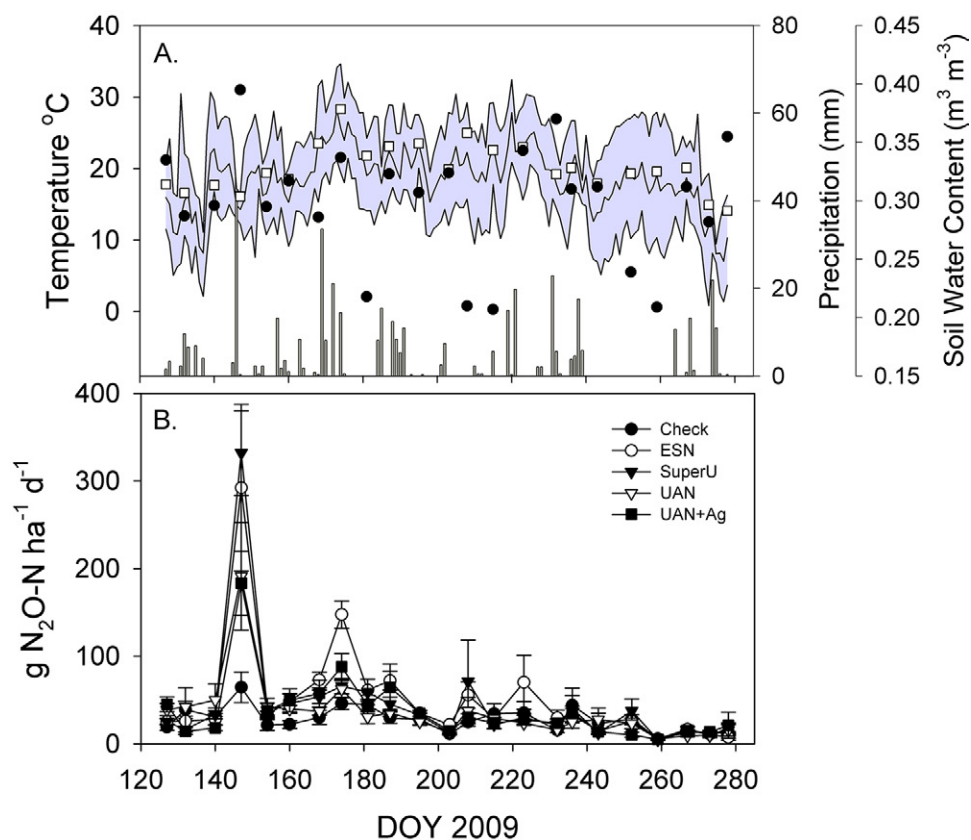 A.
Temperature °C
40
30
20
10
0
Precipitation (mm)
80
60
40
20
0
Soil Water Content (m³ m⁻³)
0.45
0.40
0.35
0.30
0.25
0.20
0.15
B.
g N₂O-N ha⁻¹ d⁻¹
400
300
200
100
0
Check
ESN
SuperU
UAN
UAN+Ag
120 140 160 180 200 220 240 260 280
DOY 2009